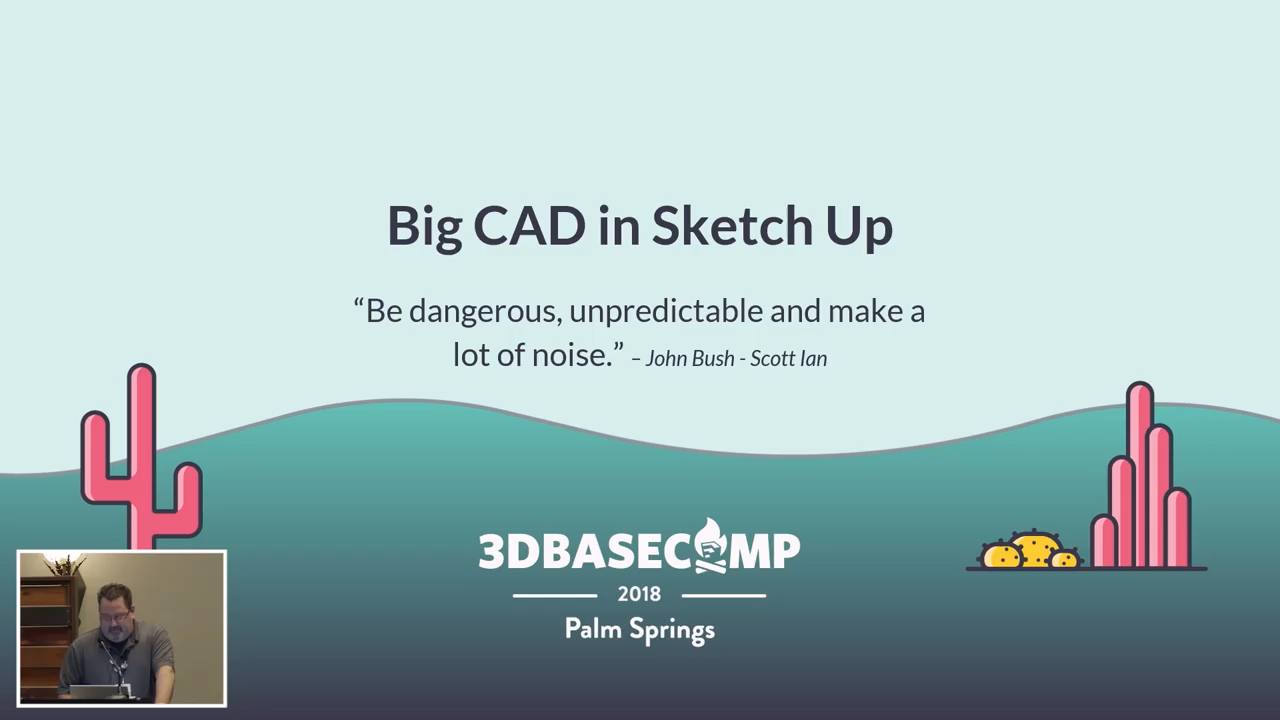 Big CAD in Sketch Up
“Be dangerous, unpredictable and make a
lot of noise.” – John Bush - Scott Ian
3DBASECAMP
2018
Palm Springs